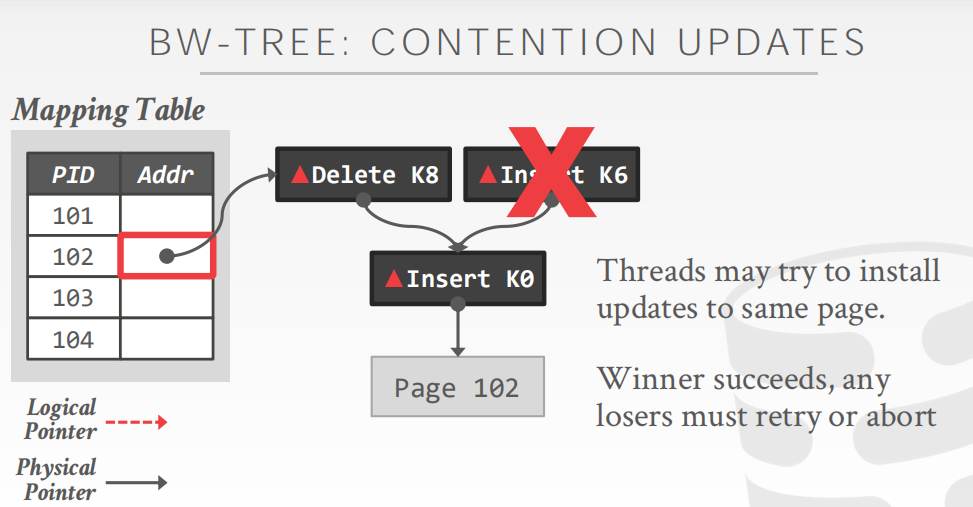 BW-TREE: CONTENTION UPDATES
Mapping Table
PID Addr
101
102
103
104
▲Delete K8
▲Insert K6
▲Insert K0
Page 102
Threads may try to install
updates to same page.
Winner succeeds, any
losers must retry or abort
Logical
Pointer
Physical
Pointer